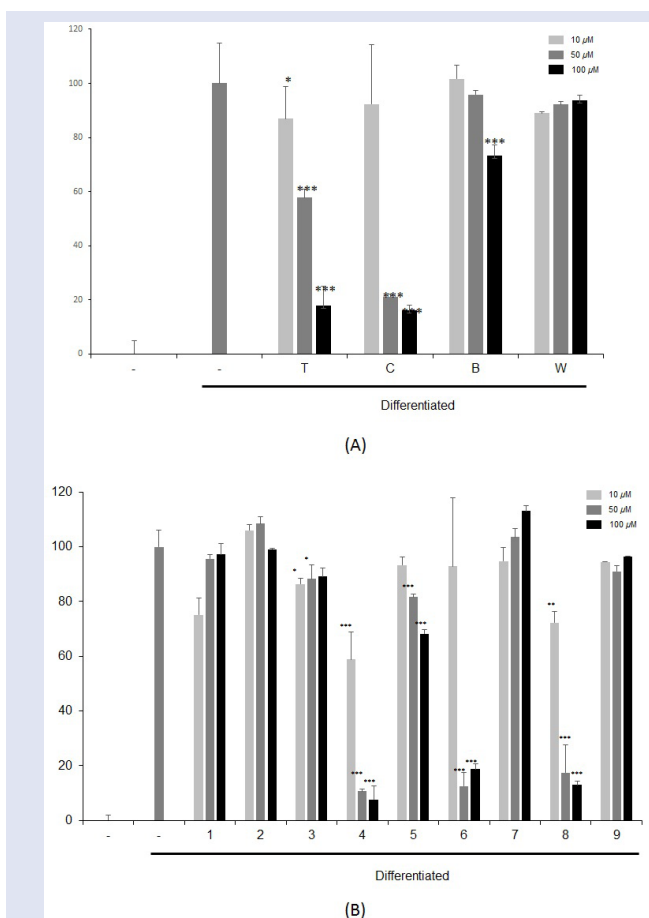 120
10 µM
50 µM
100 µM
100
*
80
***
***
60
40
***
20
***
***
0
- - T C B W
Differentiated
(A)
120
10 µM
50 µM
100 µM
100
* *
80
**
***
***
60
***
40
***
20
*** *** *** *** ***
0
- - 1 2 3 4 5 6 7 8 9
Differentiated
(B)